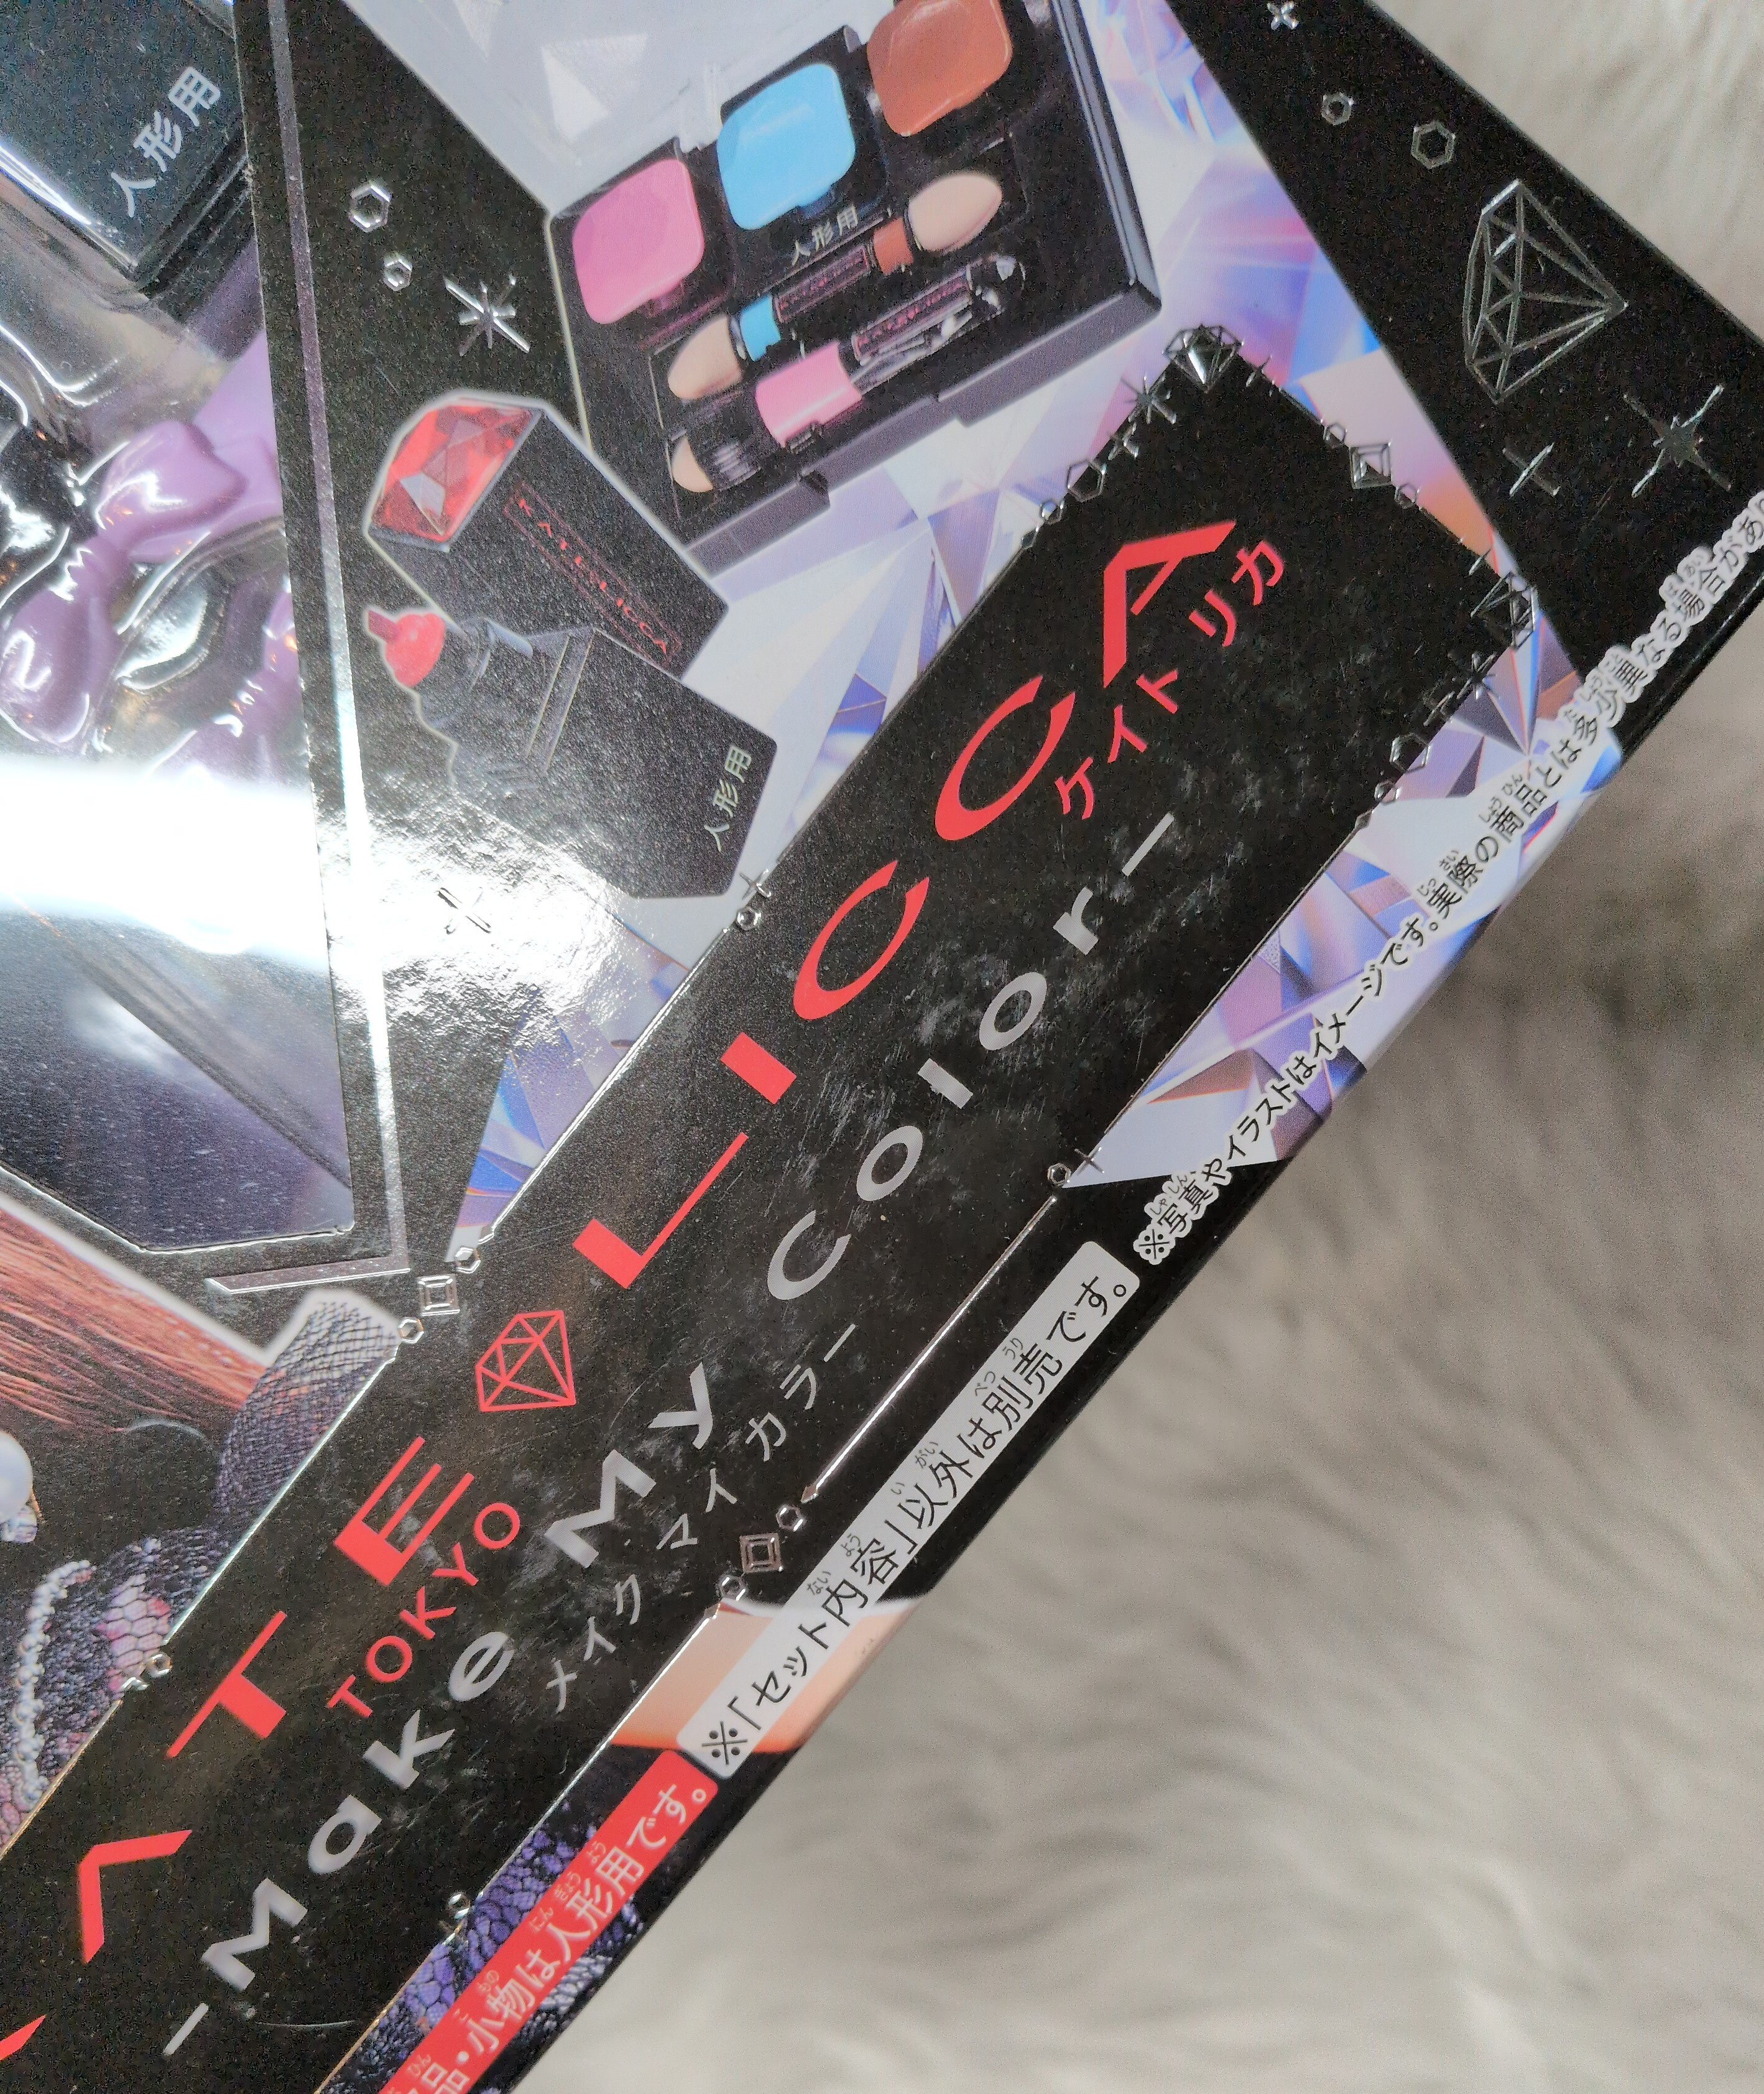 人形用
人形用
KATE LICCA
人形用
KATE LICCA
TOKYO
ケイト リカ
-Make My Color-
メイク マイ カラー
品・小物は人形用です。
※「セット内容」以外は別売です。
※写真やイラストはイメージです。実際の商品とは多少異なる場合があ